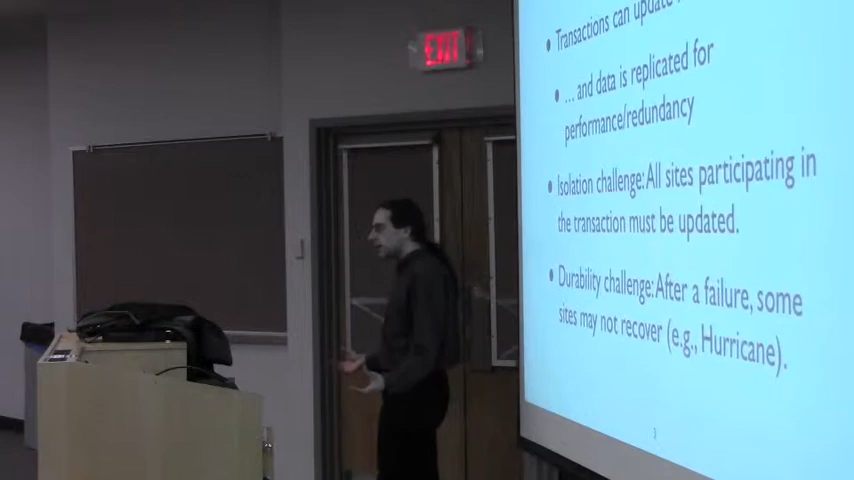 EXIT
• Transactions can update
• ...and data is replicated for
performance/redundancy.
• Isolation challenge: All sites participating in
the transaction must be updated.
• Durability challenge: After a failure, some
sites may not recover (e.g., Hurricane).
3